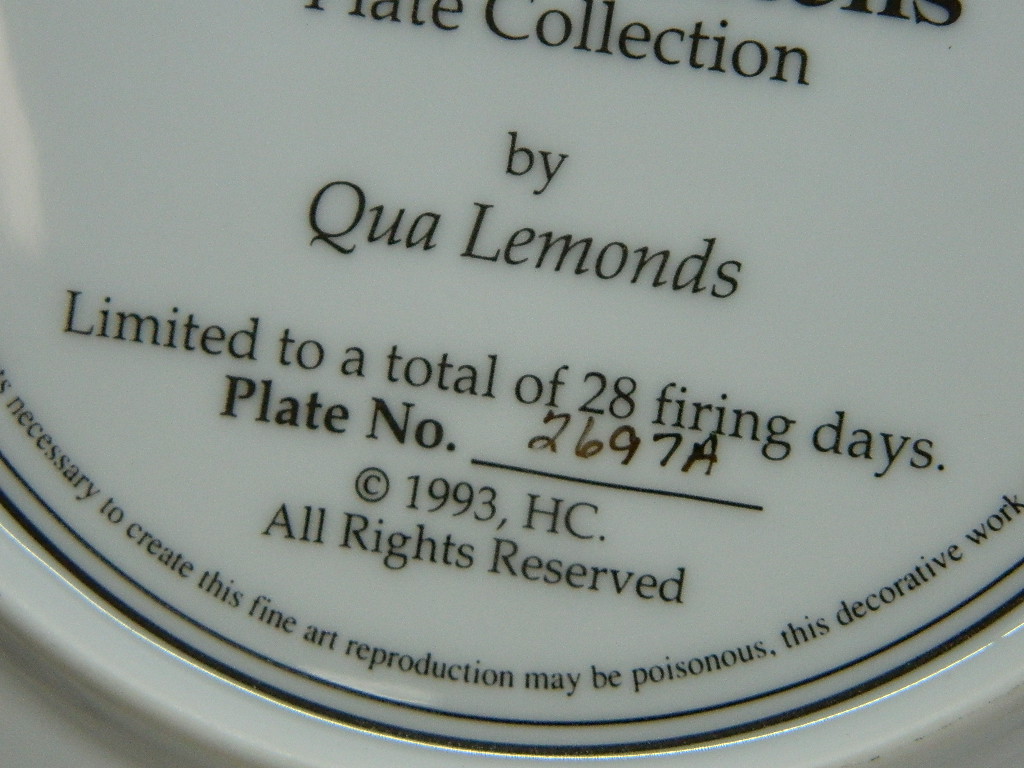 Plate Collection
by
Qua Lemonds
Limited to a total of 28 firing days.
Plate No. 2697A
© 1993, HC.
All Rights Reserved
necessary to create this fine art reproduction may be poisonous, this decorative work